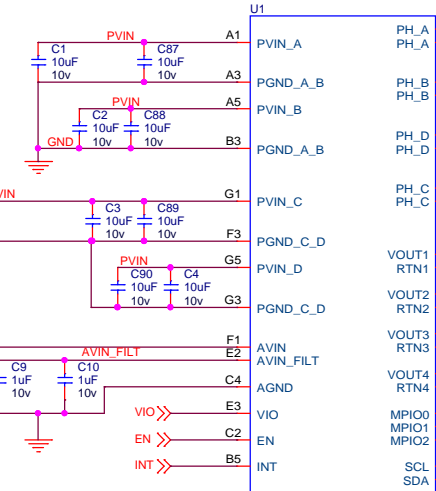 U1
PVIN A1 PVIN_A PH_A
PH_A
C1 C87
10uF 10uF
10v 10v
A3 PGND_A_B PH_B
PH_B
PVIN A5 PVIN_B
C2 C88
10uF 10uF
10v 10v
GND B3 PGND_A_B PH_D
PH_D
VIN G1 PVIN_C PH_C
PH_C
C3 C89
10uF 10uF
10v 10v
F3 PGND_C_D
VOUT1
PVIN G5 PVIN_D RTN1
C90 C4
10uF 10uF
10v 10v
VOUT2
G3 PGND_C_D RTN2
VOUT3
F1 AVIN RTN3
AVIN_FILT E2 AVIN_FILT
C9 C10
1uF 1uF
10v 10v
VOUT4
C4 AGND RTN4
VIO E3 VIO MPIO0
MPIO1
EN C2 EN MPIO2
INT B5 INT SCL
SDA